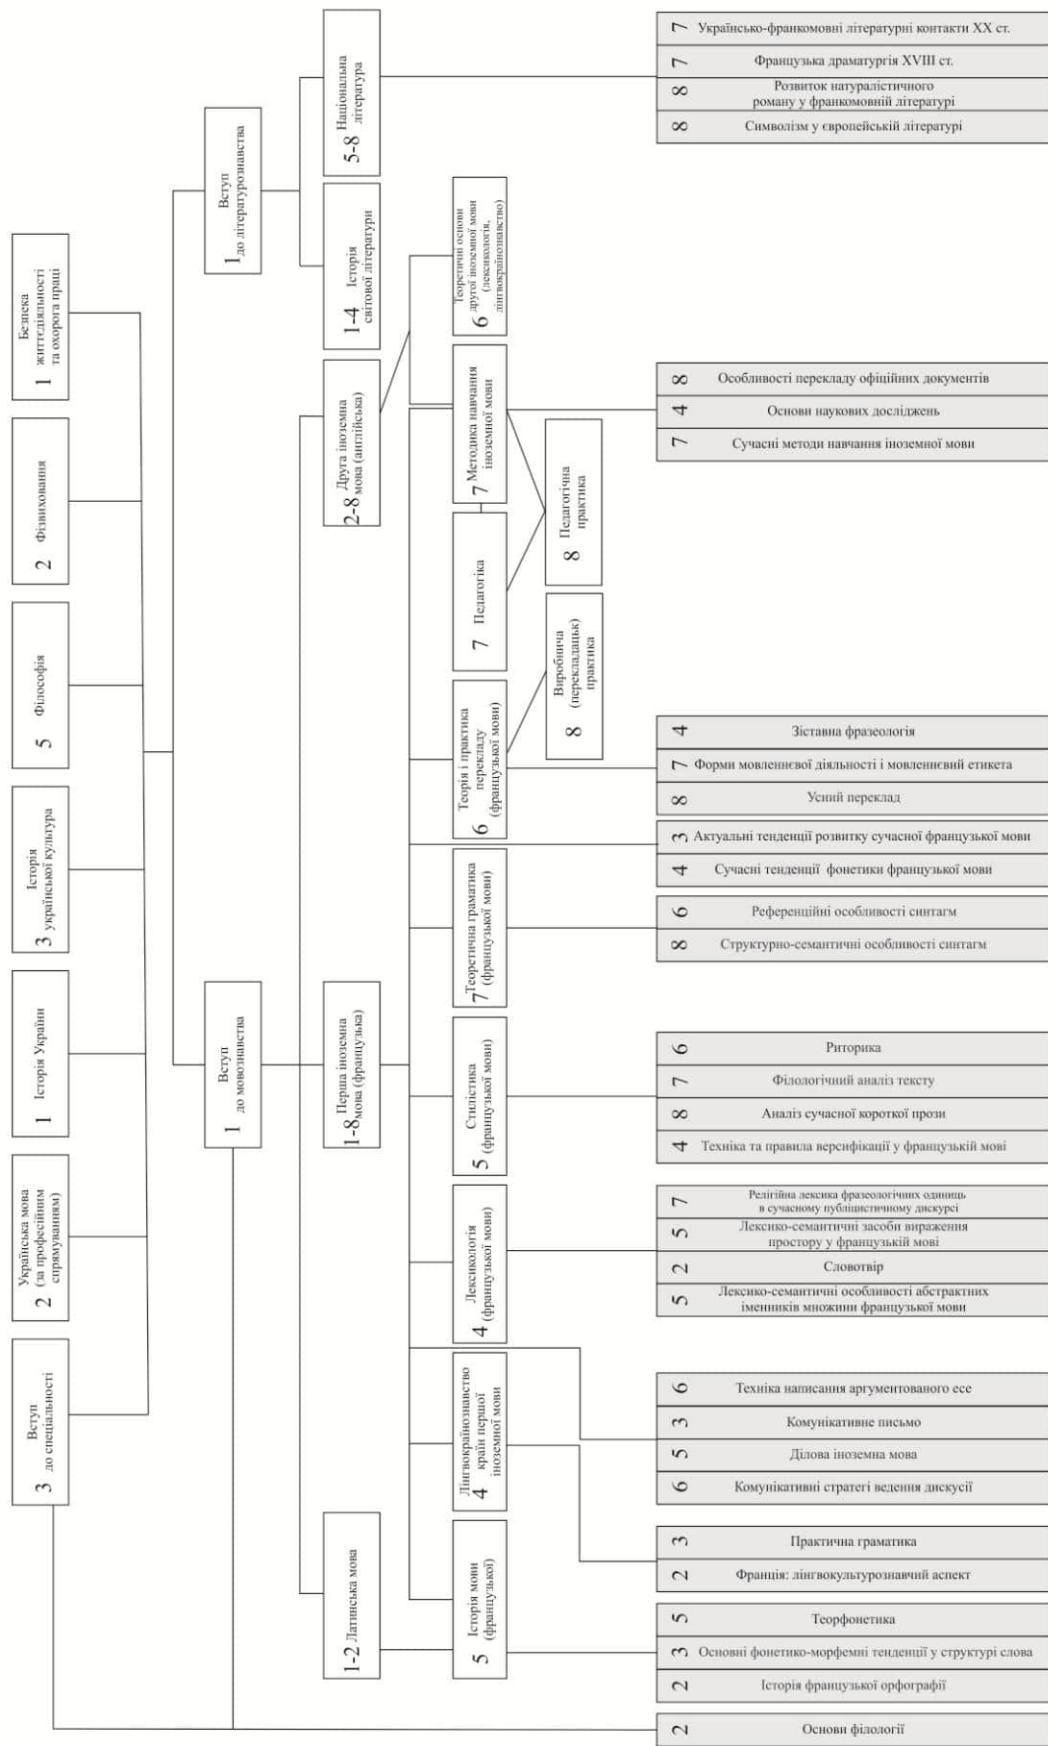 3
Вступ
до спеціальності
2
Українська мова
(за професійним
спрямуванням)
1
Історія України
3
Історія
української культура
5
Філософія
2
Фізвиховання
1
Безпека
життєдіяльності
та охорога праці
1
Вступ
до мовознавства
1
Вступ
до літературознавства
1-2 Латинська мова
1-8
Перша іноземна
мова (французька)
2-8
Друга іноземна
мова (англійська)
1-4
Історія
світової літератури
5-8
Національна
література
5
Історія мови
(французької)
4
Лінгвокраїнознавство
країн першої
іноземної мови
4
Лексикологія
(французької мови)
5
Стилістика
(французької мови)
7
Теоретична граматика
(французької мови)
6
Теорія і практика
перекладу
(французької мови)
7
Педагогіка
7
Методика навчання
іноземної мови
6
Теоретичні основи
другої іноземної мови
(лексикологія,
лінгвокраїнознавство)
8
Виробнича
(перекладацьк)
практика
8
Педагогічна
практика
7 Українсько-франкомовні літературні контакти XX ст.
7 Французька драматургія XVIII ст.
8 Розвиток натуралістичного
роману у франкомовній літературі
8 Символізм у європейській літературі
8 Особливості перекладу офіційних документів
4 Основи наукових досліджень
7 Сучасні методи навчання іноземної мови
4 Зіставна фразеологія
7 Форми мовленнєвої діяльності і мовленнєвий етикета
8 Усний переклад
3 Актуальні тенденції розвитку сучасної французької мови
4 Сучасні тенденції фонетики французької мови
6 Референційні особливості синтагм
8 Структурно-семантичні особливості синтагм
6 Риторика
7 Філологічний аналіз тексту
8 Аналіз сучасної короткої прози
4 Техніка та правила версифікації у французькій мові
7 Релігійна лексика фразеологічних одиниць
в сучасному публіцистичному дискурсі
5 Лексико-семантичні засоби вираження
простору у французькій мові
2 Словотвір
5 Лексико-семантичні особливості абстрактних
іменників множини французької мови
6 Техніка написання аргументованого есе
3 Комунікативне письмо
5 Ділова іноземна мова
6 Комунікативні стратегі ведення дискусії
3 Практична граматика
2 Франція: лінгвокультурознавчий аспект
5 Теорфонетика
3 Основні фонетико-морфемні тенденції у структурі слова
2 Історія французької орфографії
2 Основи філології